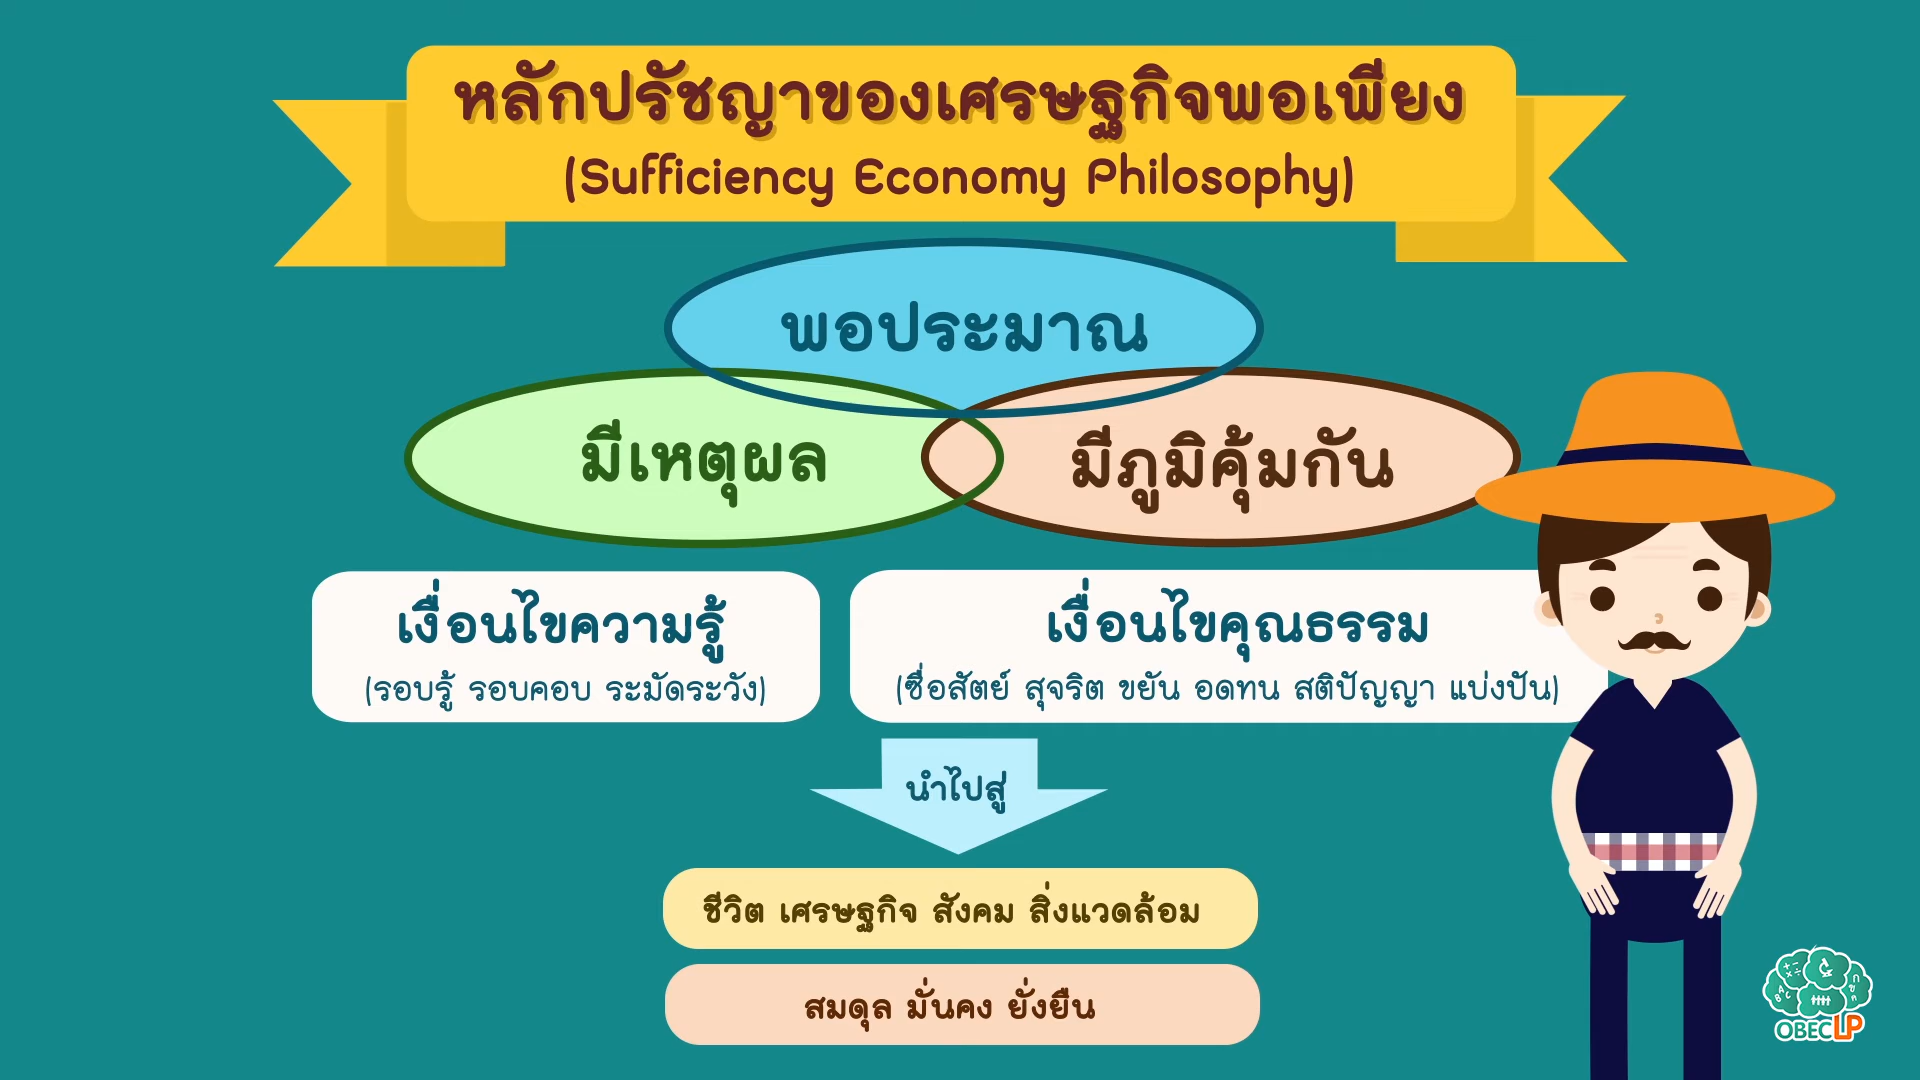 หลักปรัชญาของเศรษฐกิจพอเพียง
(Sufficiency Economy Philosophy)
พอประมาณ
มีเหตุผล
มีภูมิคุ้มกัน
เงื่อนไขความรู้
(รอบรู้ รอบคอบ ระมัดระวัง)
เงื่อนไขคุณธรรม
(ซื่อสัตย์ สุจริต ขยัน อดทน สติปัญญา แบ่งปัน)
นำไปสู่
ชีวิต เศรษฐกิจ สังคม สิ่งแวดล้อม
สมดุล มั่นคง ยั่งยืน
OBECLP